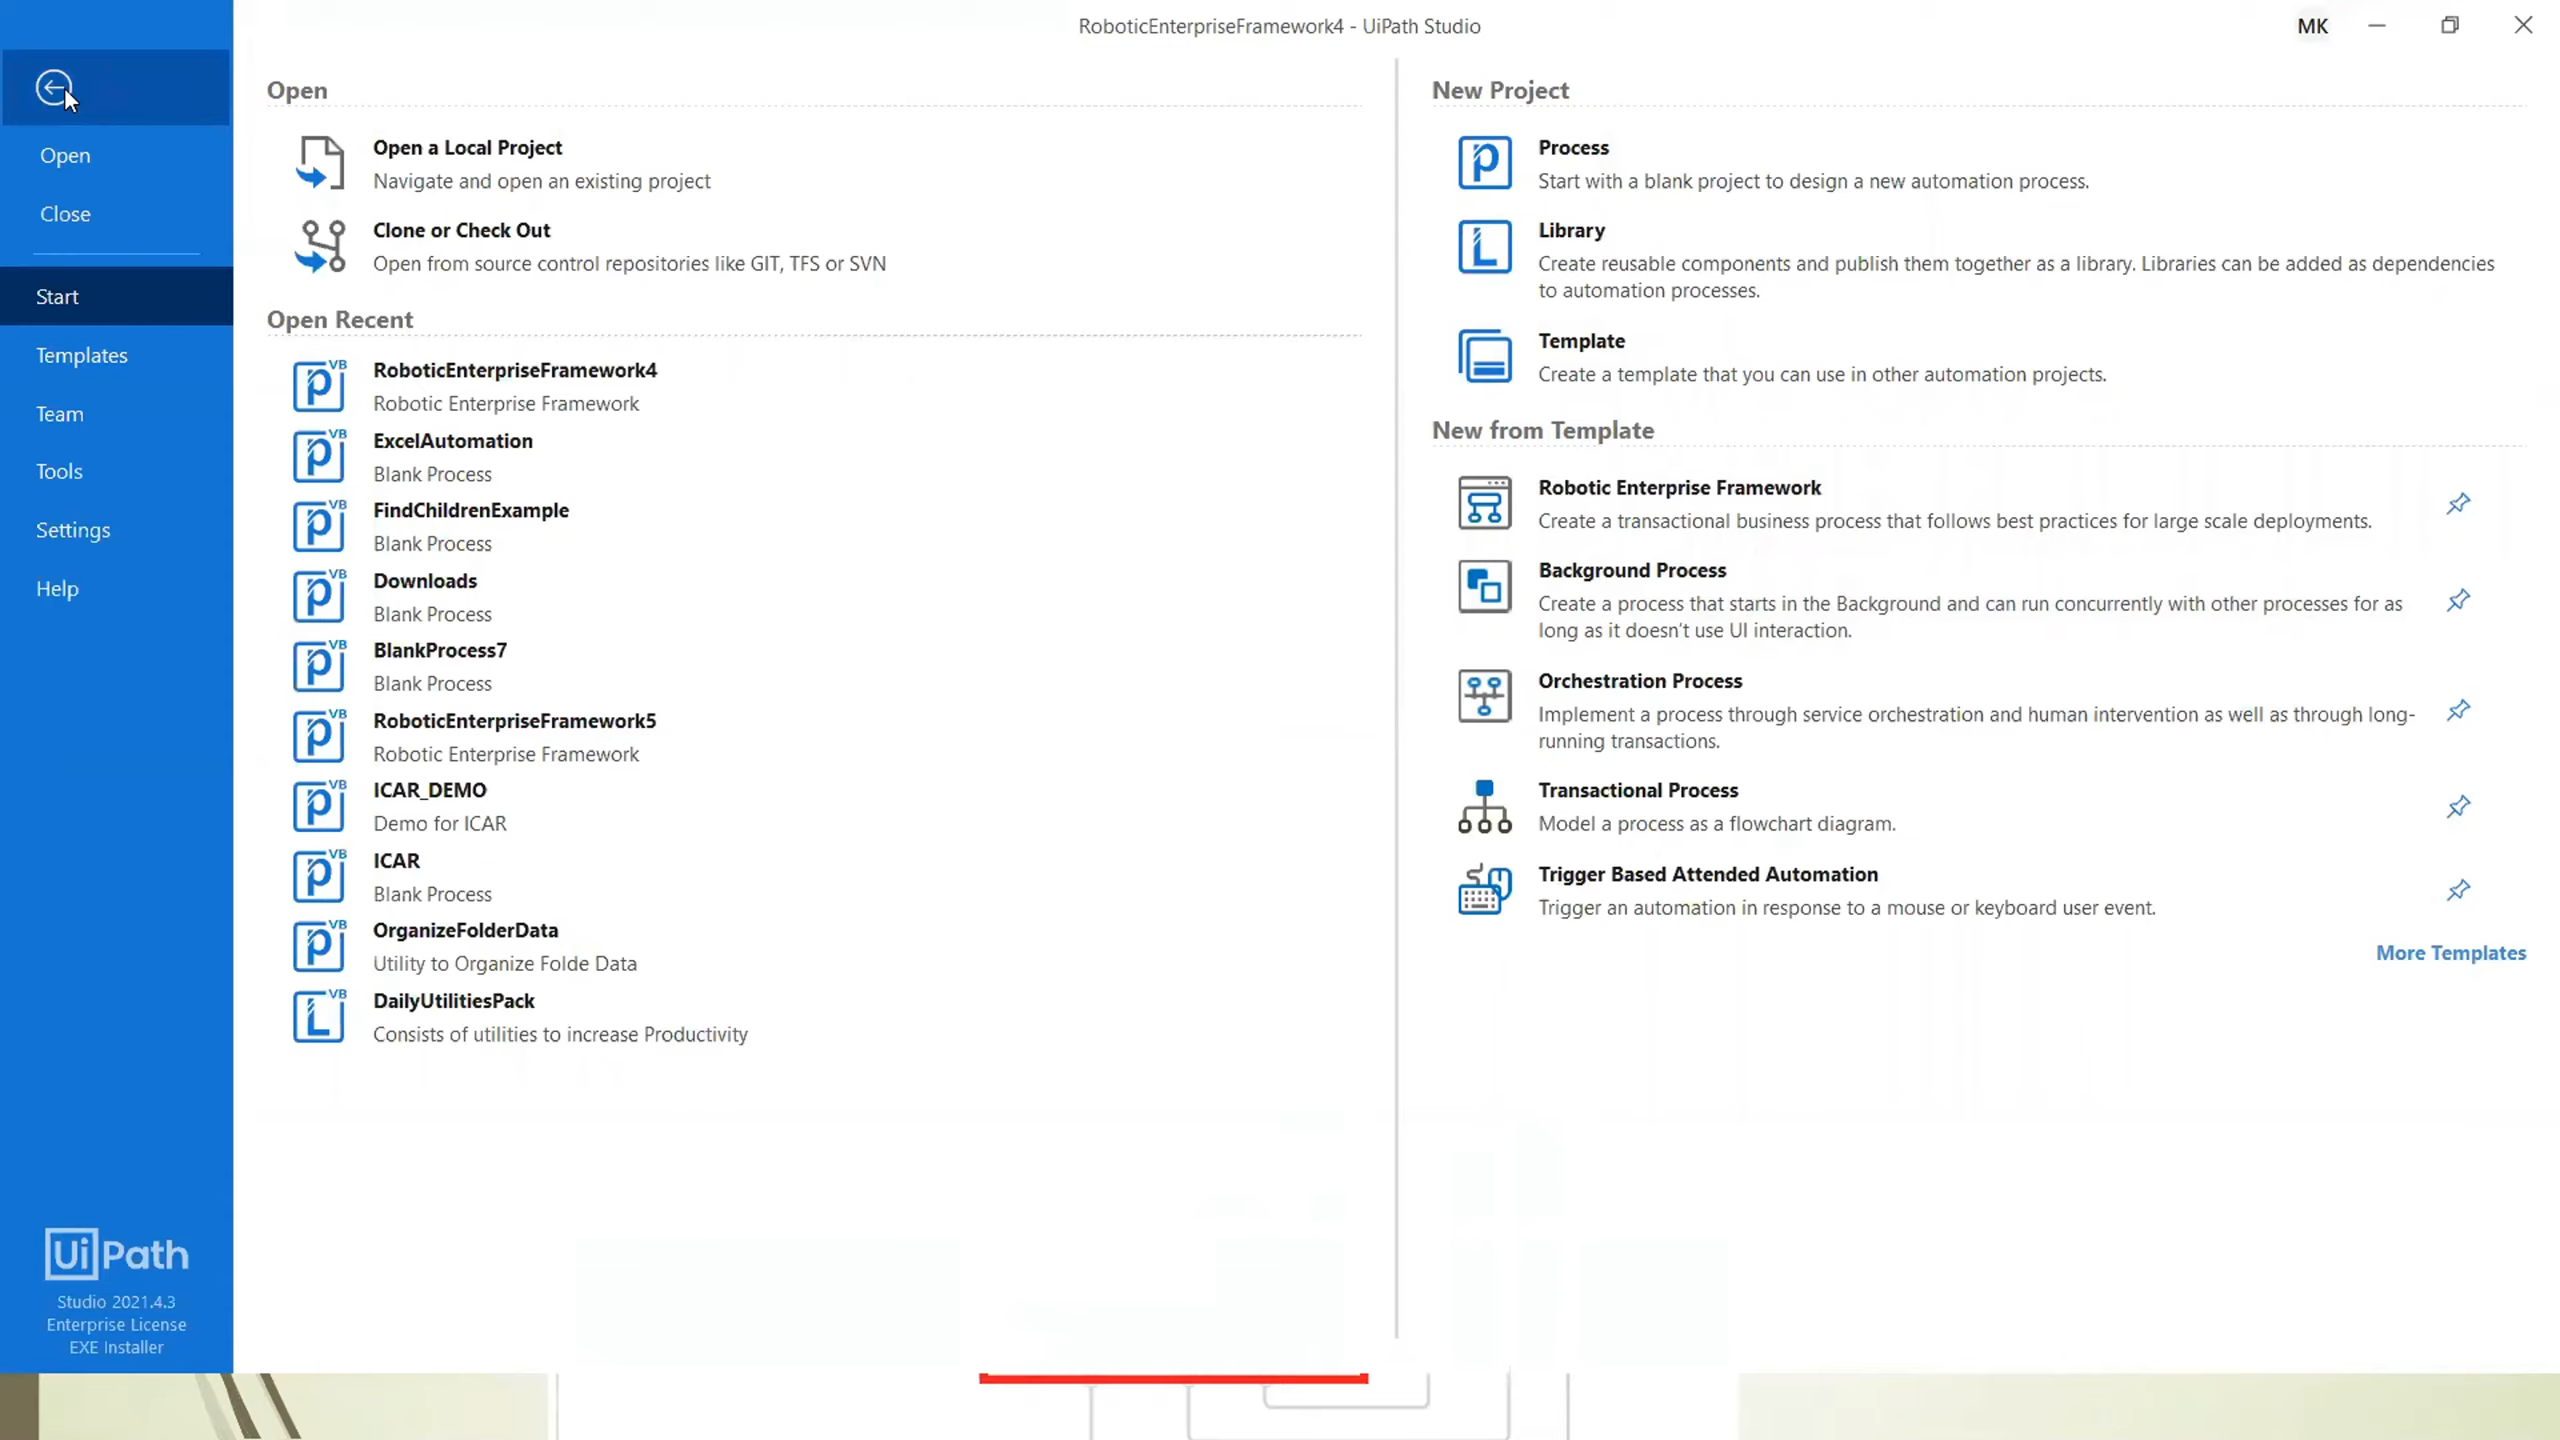 RoboticEnterpriseFramework4 - UiPath Studio
MK
Open
Close
Start
Templates
Team
Tools
Settings
Help
UiPath
Studio 2021.4.3
Enterprise License
EXE Installer
Open
Open a Local Project
Navigate and open an existing project
Clone or Check Out
Open from source control repositories like GIT, TFS or SVN
Open Recent
VB
RoboticEnterpriseFramework4
Robotic Enterprise Framework
VB
ExcelAutomation
Blank Process
VB
FindChildrenExample
Blank Process
VB
Downloads
Blank Process
VB
BlankProcess7
Blank Process
VB
RoboticEnterpriseFramework5
Robotic Enterprise Framework
VB
ICAR_DEMO
Demo for ICAR
VB
ICAR
Blank Process
VB
OrganizeFolderData
Utility to Organize Folde Data
VB
DailyUtilitiesPack
Consists of utilities to increase Productivity
New Project
Process
Start with a blank project to design a new automation process.
Library
Create reusable components and publish them together as a library. Libraries can be added as dependencies
to automation processes.
Template
Create a template that you can use in other automation projects.
New from Template
Robotic Enterprise Framework
Create a transactional business process that follows best practices for large scale deployments.
Background Process
Create a process that starts in the Background and can run concurrently with other processes for as
long as it doesn't use UI interaction.
Orchestration Process
Implement a process through service orchestration and human intervention as well as through long-
running transactions.
Transactional Process
Model a process as a flowchart diagram.
Trigger Based Attended Automation
Trigger an automation in response to a mouse or keyboard user event.
More Templates